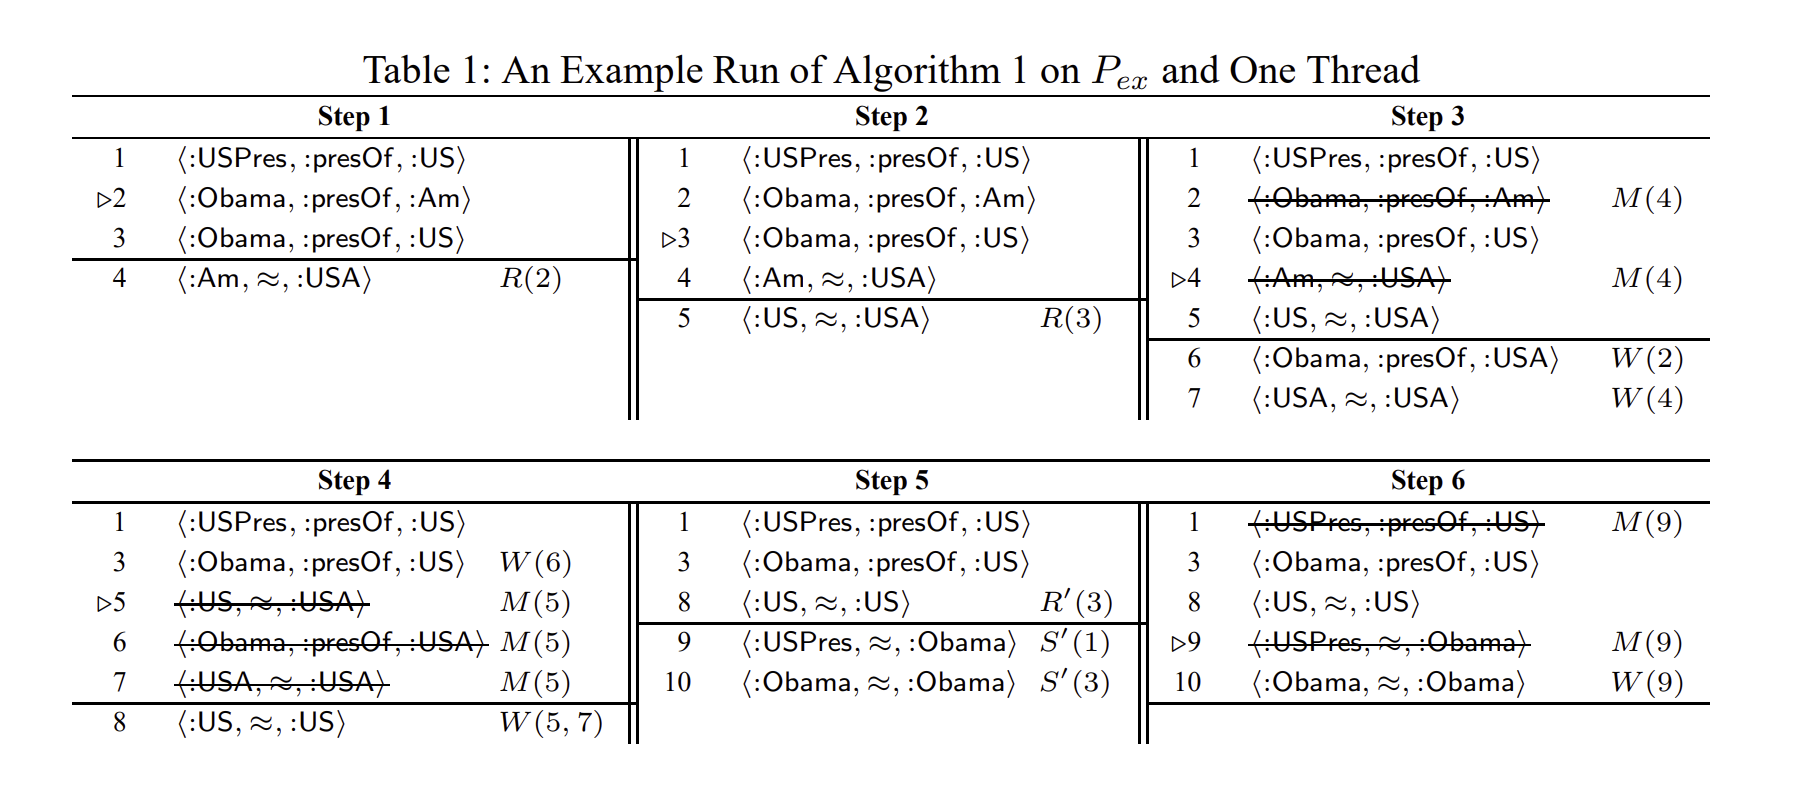 Table 1: An Example Run of Algorithm 1 on P_ex and One Thread
Step 1 Step 2 Step 3
1 ⟨:USPres, :presOf, :US⟩ 1 ⟨:USPres, :presOf, :US⟩ 1 ⟨:USPres, :presOf, :US⟩
▷2 ⟨:Obama, :presOf, :Am⟩ 2 ⟨:Obama, :presOf, :Am⟩ 2 ⟨:Obama, :presOf, :Am⟩ M(4)
3 ⟨:Obama, :presOf, :US⟩ ▷3 ⟨:Obama, :presOf, :US⟩ 3 ⟨:Obama, :presOf, :US⟩
4 ⟨:Am, ≈, :USA⟩ R(2) 4 ⟨:Am, ≈, :USA⟩ ▷4 ⟨:Am, ≈, :USA⟩ M(4)
5 ⟨:US, ≈, :USA⟩ R(3) 5 ⟨:US, ≈, :USA⟩
6 ⟨:Obama, :presOf, :USA⟩ W(2)
7 ⟨:USA, ≈, :USA⟩ W(4)
Step 4 Step 5 Step 6
1 ⟨:USPres, :presOf, :US⟩ 1 ⟨:USPres, :presOf, :US⟩ 1 ⟨:USPres, :presOf, :US⟩ M(9)
3 ⟨:Obama, :presOf, :US⟩ W(6) 3 ⟨:Obama, :presOf, :US⟩ 3 ⟨:Obama, :presOf, :US⟩
▷5 ⟨:US, ≈, :USA⟩ M(5) 8 ⟨:US, ≈, :US⟩ R′(3) 8 ⟨:US, ≈, :US⟩
6 ⟨:Obama, :presOf, :USA⟩ M(5) 9 ⟨:USPres, ≈, :Obama⟩ S′(1) ▷9 ⟨:USPres, ≈, :Obama⟩ M(9)
7 ⟨:USA, ≈, :USA⟩ M(5) 10 ⟨:Obama, ≈, :Obama⟩ S′(3) 10 ⟨:Obama, ≈, :Obama⟩ W(9)
8 ⟨:US, ≈, :US⟩ W(5, 7)